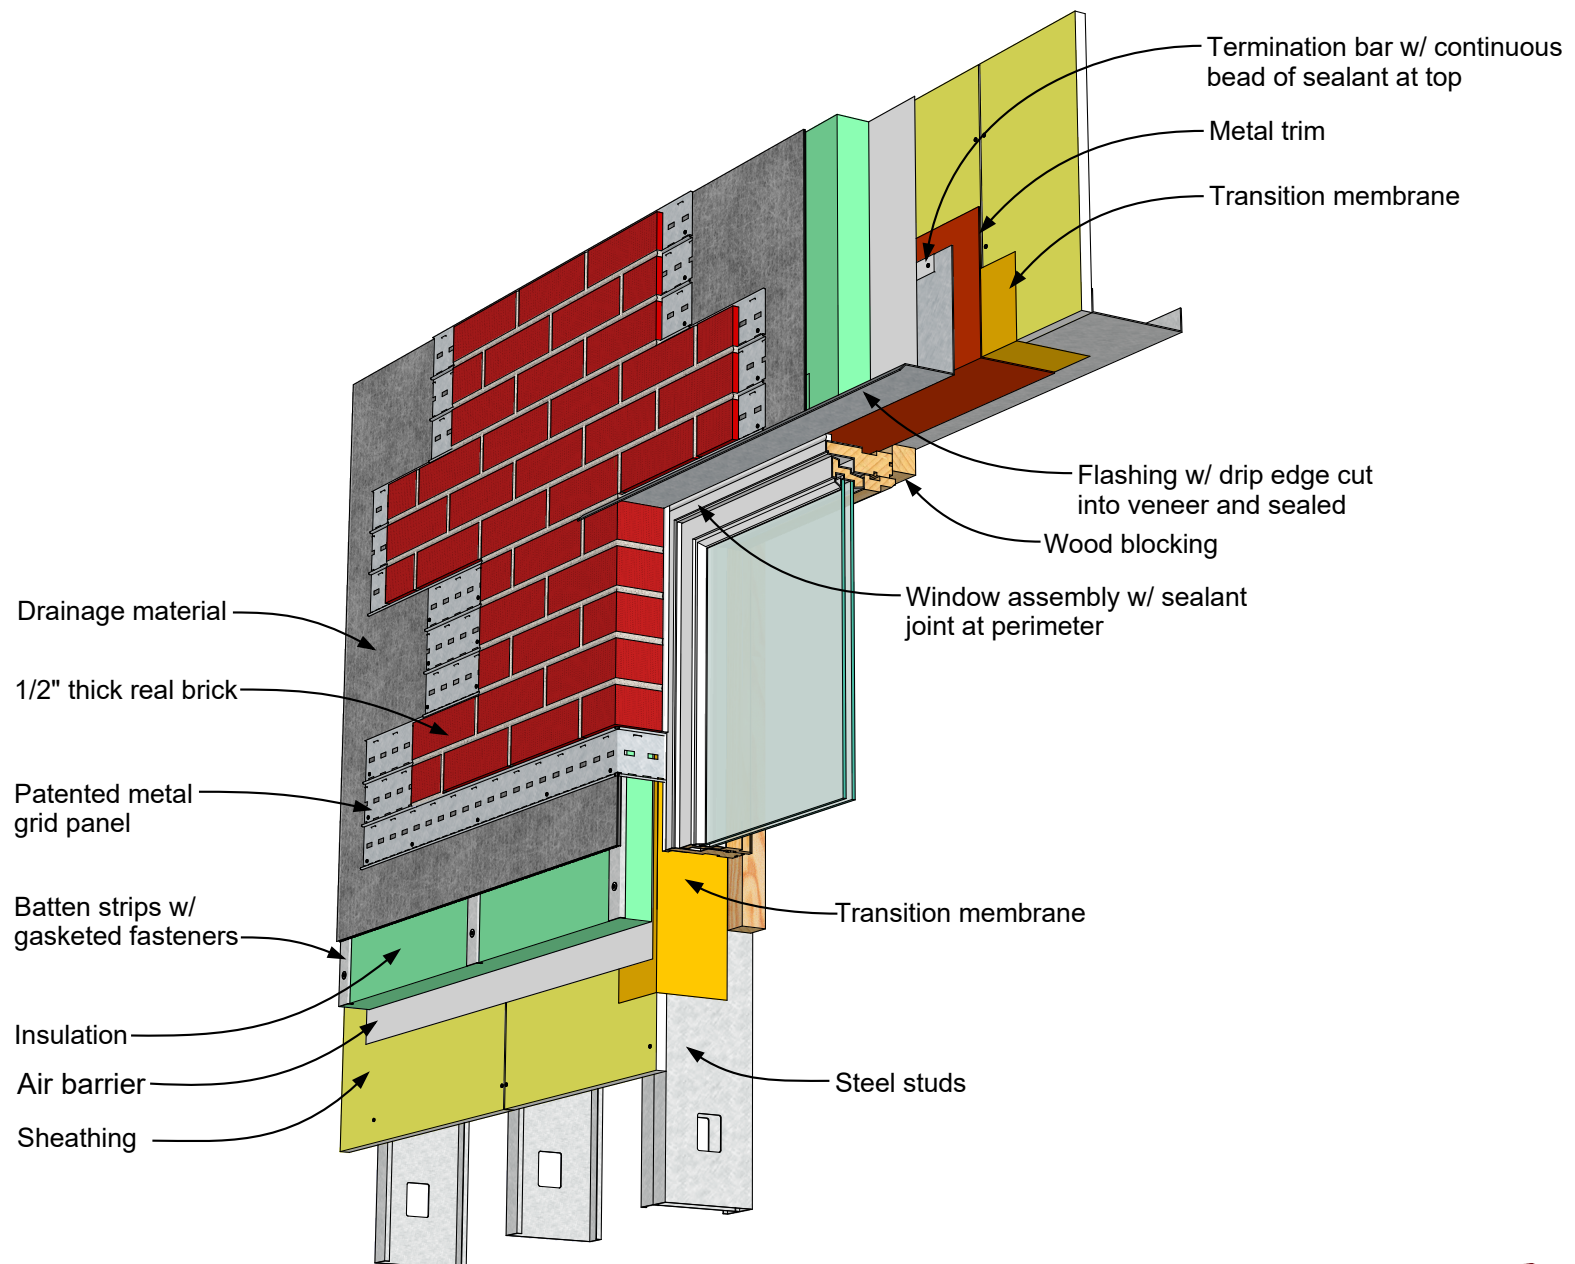 Termination bar w/ continuous
bead of sealant at top
Metal trim
Transition membrane
Flashing w/ drip edge cut
into veneer and sealed
Wood blocking
Window assembly w/ sealant
joint at perimeter
Drainage material
1/2" thick real brick
Patented metal
grid panel
Batten strips w/
gasketed fasteners
Transition membrane
Insulation
Air barrier
Steel studs
Sheathing